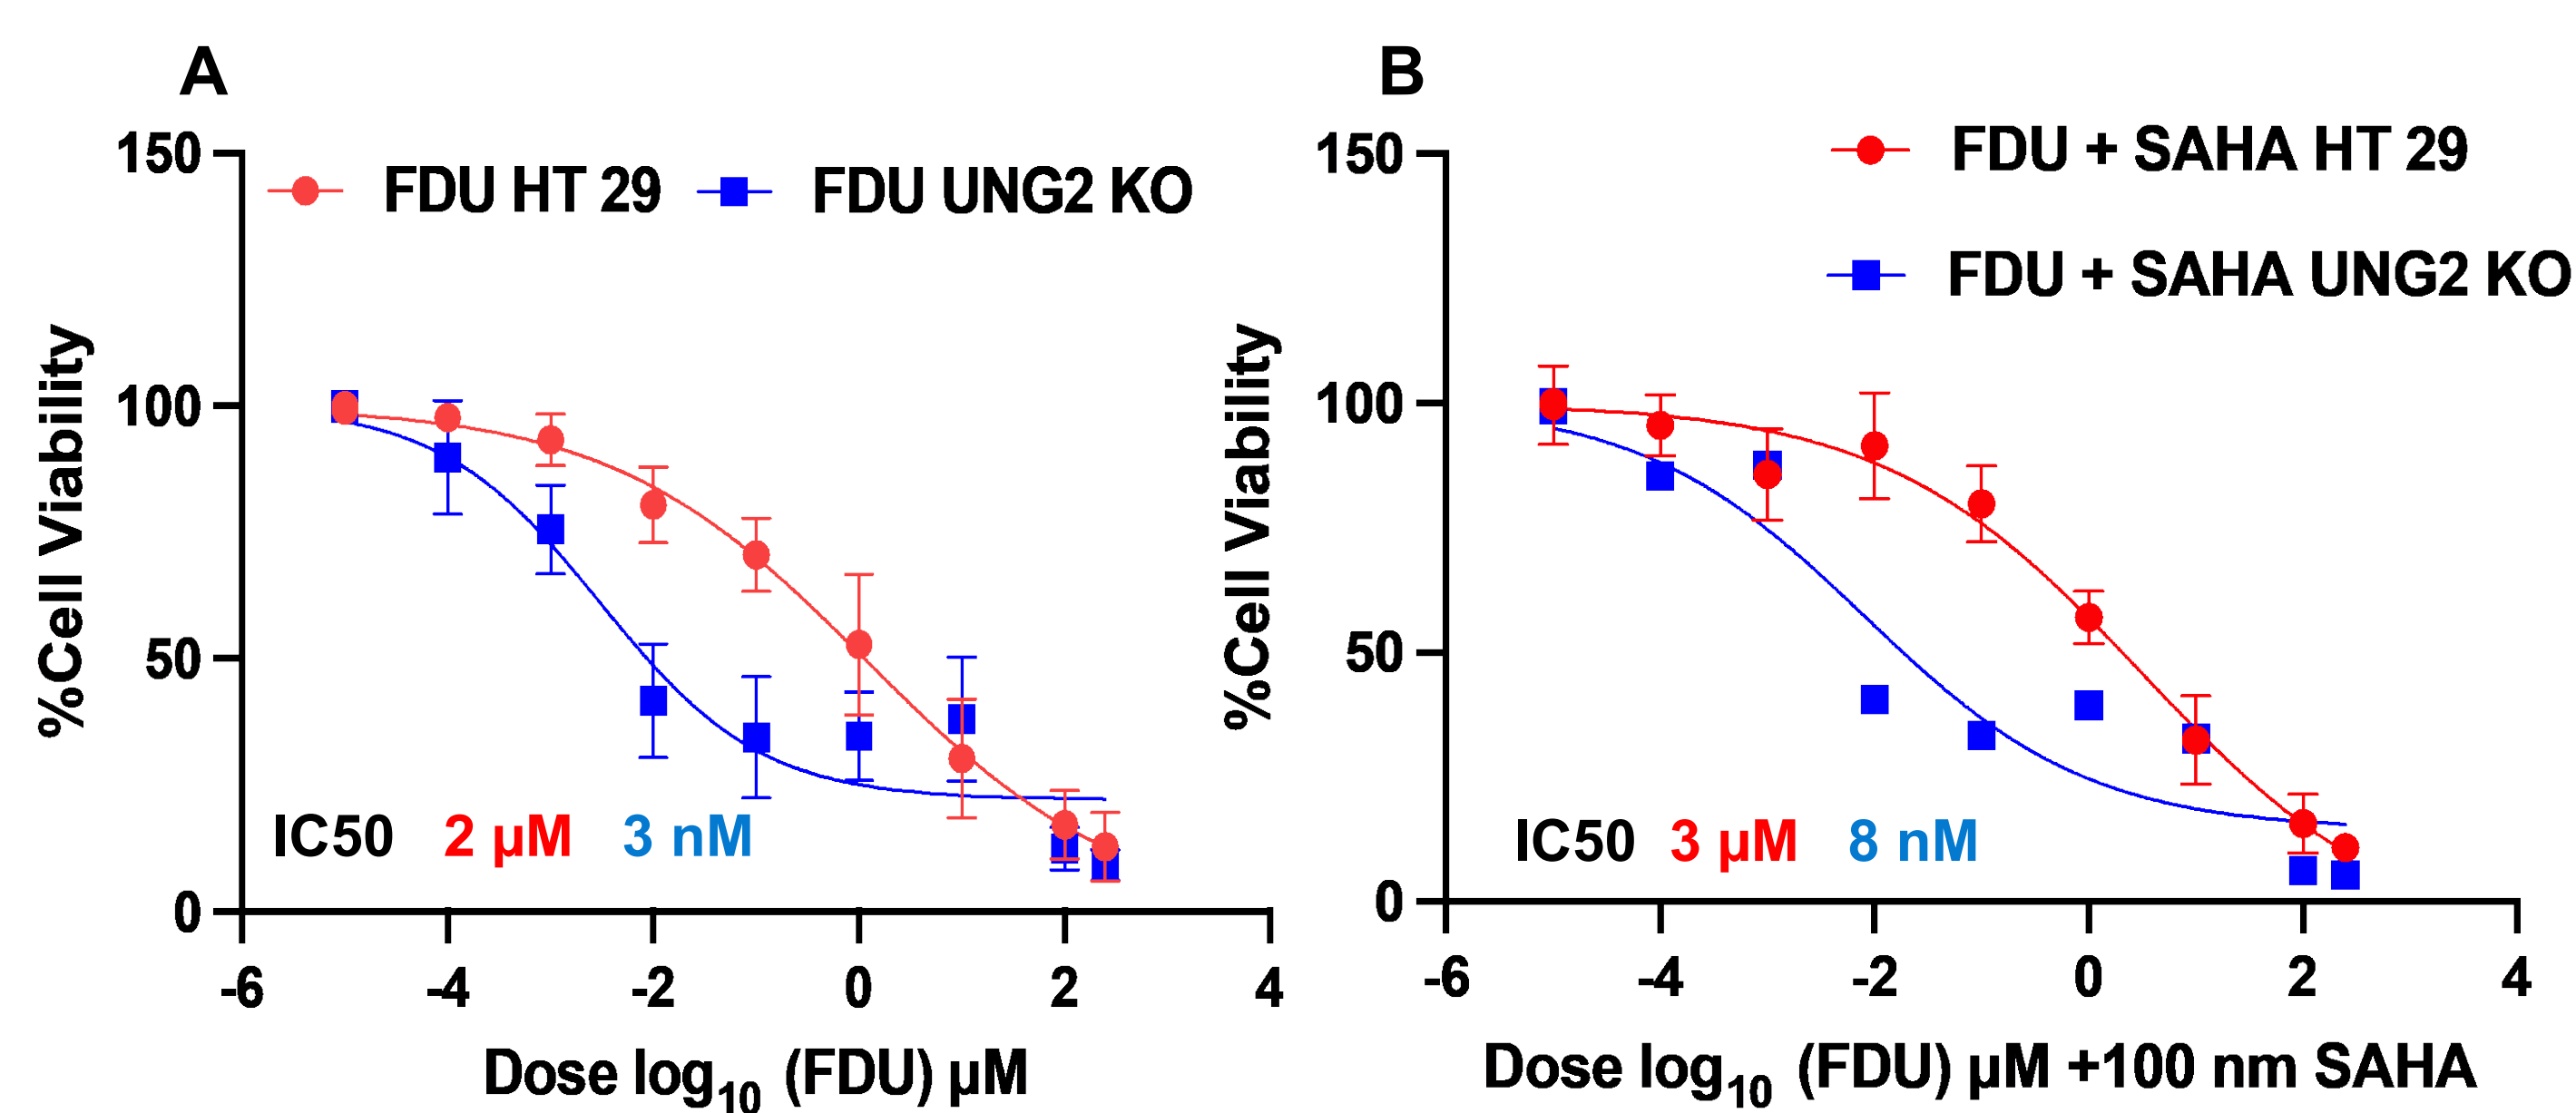 A
150
100
50
0
%Cell Viability
FDU HT 29 FDU UNG2 KO
IC50 2 µM 3 nM
-6 -4 -2 0 2 4
Dose log10 (FDU) µM
B
150
100
50
0
%Cell Viability
FDU + SAHA HT 29
FDU + SAHA UNG2 KO
IC50 3 µM 8 nM
-6 -4 -2 0 2 4
Dose log10 (FDU) µM +100 nm SAHA